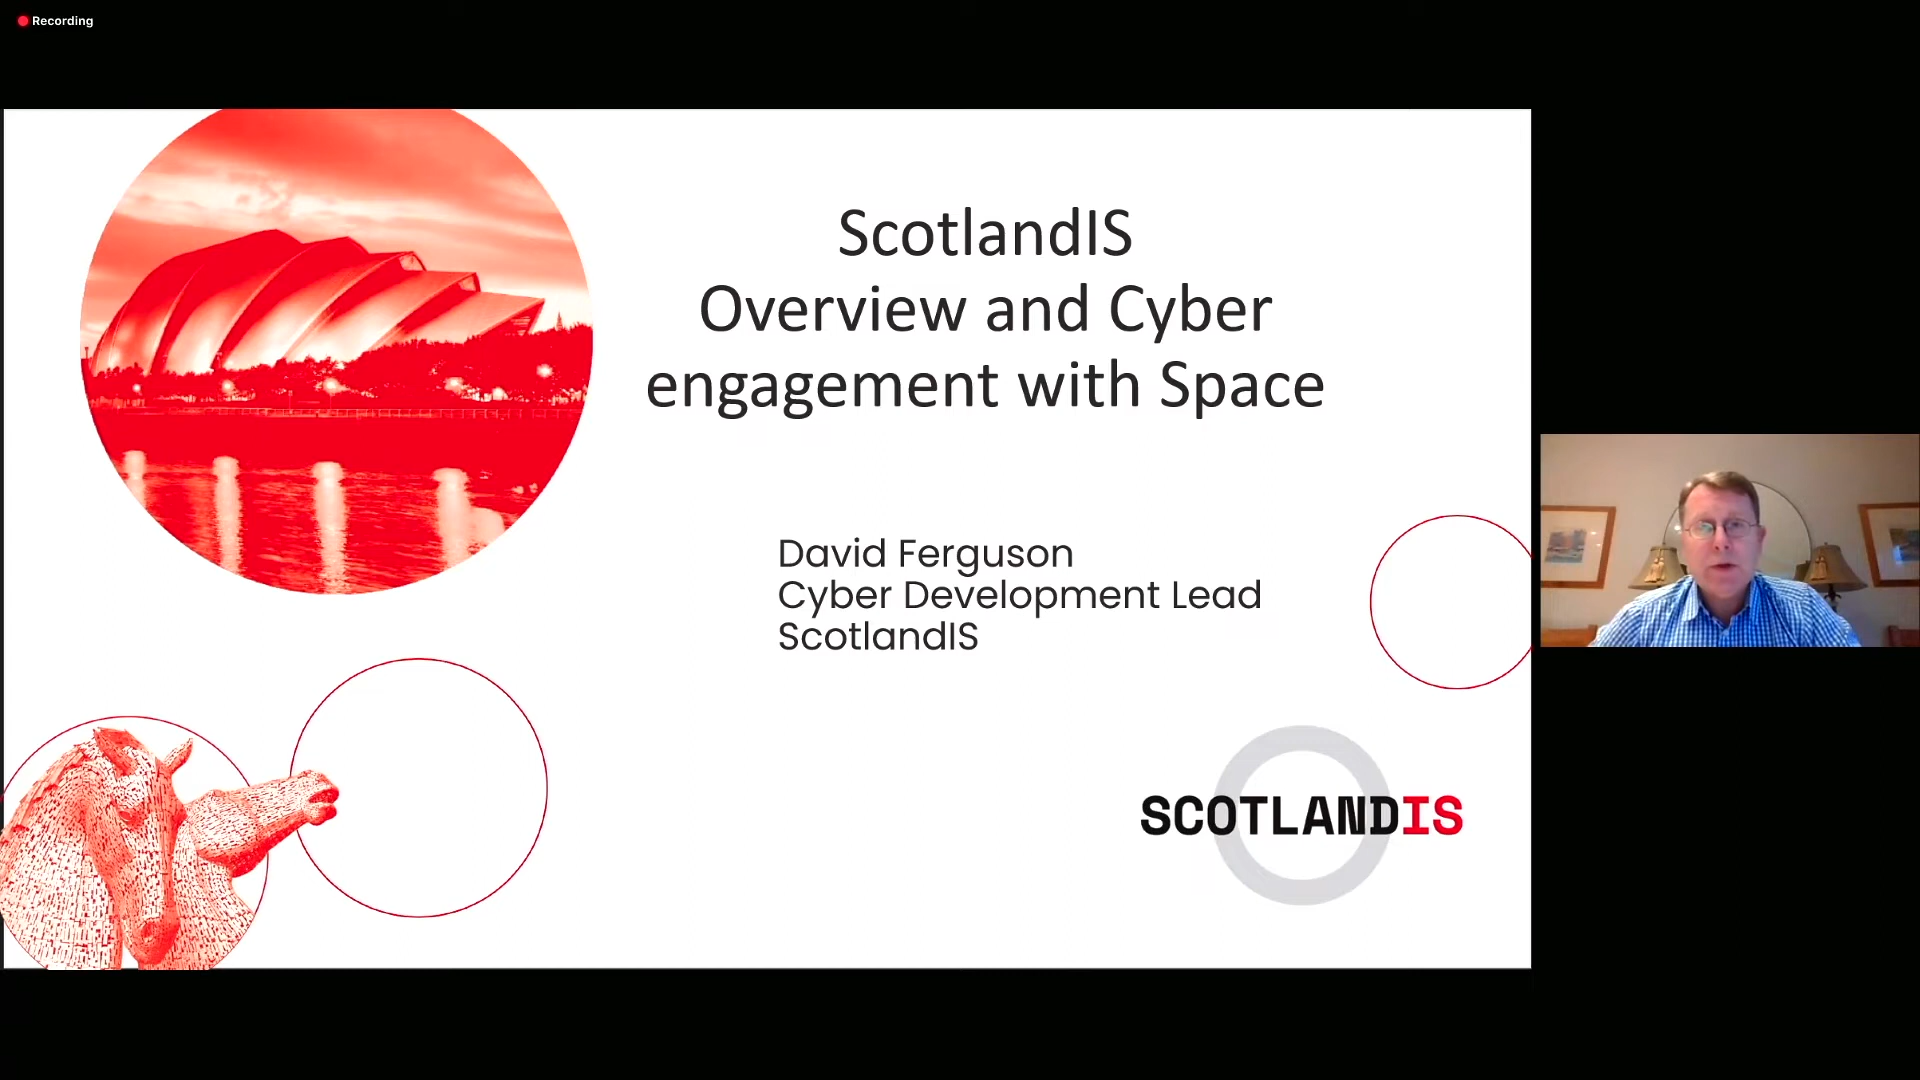 Recording
ScotlandIS
Overview and Cyber
engagement with Space
David Ferguson
Cyber Development Lead
ScotlandIS
SCOTLANDIS